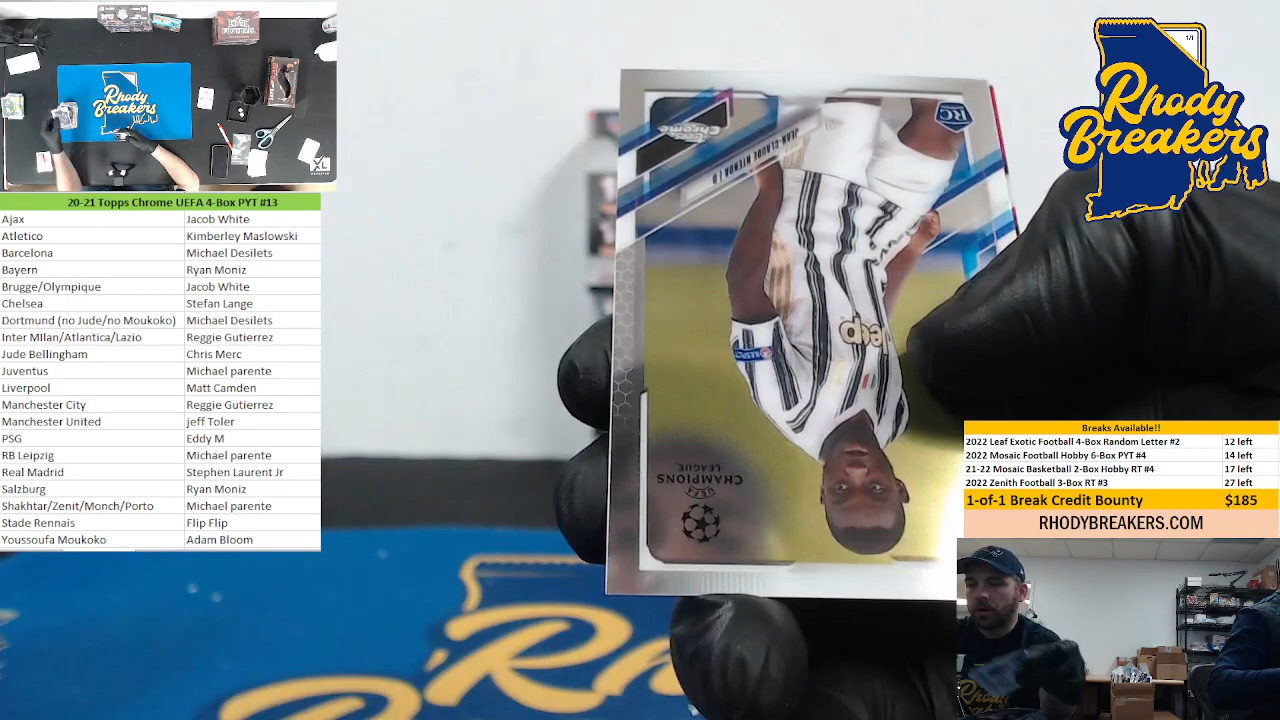 Rhody
Breakers
XL
20-21 Topps Chrome UEFA 4-Box PYT #13
Ajax Jacob White
Atletico Kimberley Maslowski
Barcelona Michael Desilets
Bayern Ryan Moniz
Brugge/Olympique Jacob White
Chelsea Stefan Lange
Dortmund (no Jude/no Moukoko) Michael Desilets
Inter MIlan/Atlantica/Lazio Reggie Gutierrez
Jude Bellingham Chris Merc
Juventus Michael parente
Liverpool Matt Camden
Manchester City Reggie Gutierrez
Manchester United jeff Toler
PSG Eddy M
RB Leipzig Michael parente
Real Madrid Stephen Laurent Jr
Salzburg Ryan Moniz
Shakhtar/Zenit/Monch/Porto Michael parente
Stade Rennais Flip Flip
Youssoufa Moukoko Adam Bloom
RC
Chrome
JEAN-CLAUDE NTENDA | D
Jeep
RESPECT
UEFA
CHAMPIONS
LEAGUE
1/1
Rhody
Breakers
Breaks Available!!
2022 Leaf Exotic Football 4-Box Random Letter #2 12 left
2022 Mosaic Football Hobby 6-Box PYT #4 14 left
21-22 Mosaic Basketball 2-Box Hobby RT #4 17 left
2022 Zenith Football 3-Box RT #3 27 left
1-of-1 Break Credit Bounty $185
RHODYBREAKERS.COM
Rhody